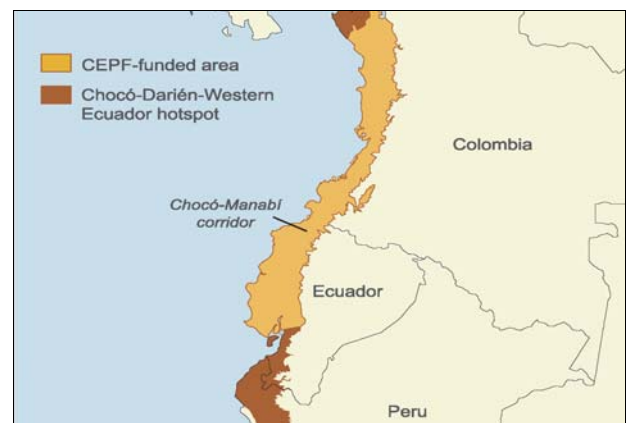 CEPF-funded area
Chocó-Darién-Western
Ecuador hotspot
Colombia
Chocó-Manabí
corridor
Ecuador
Peru